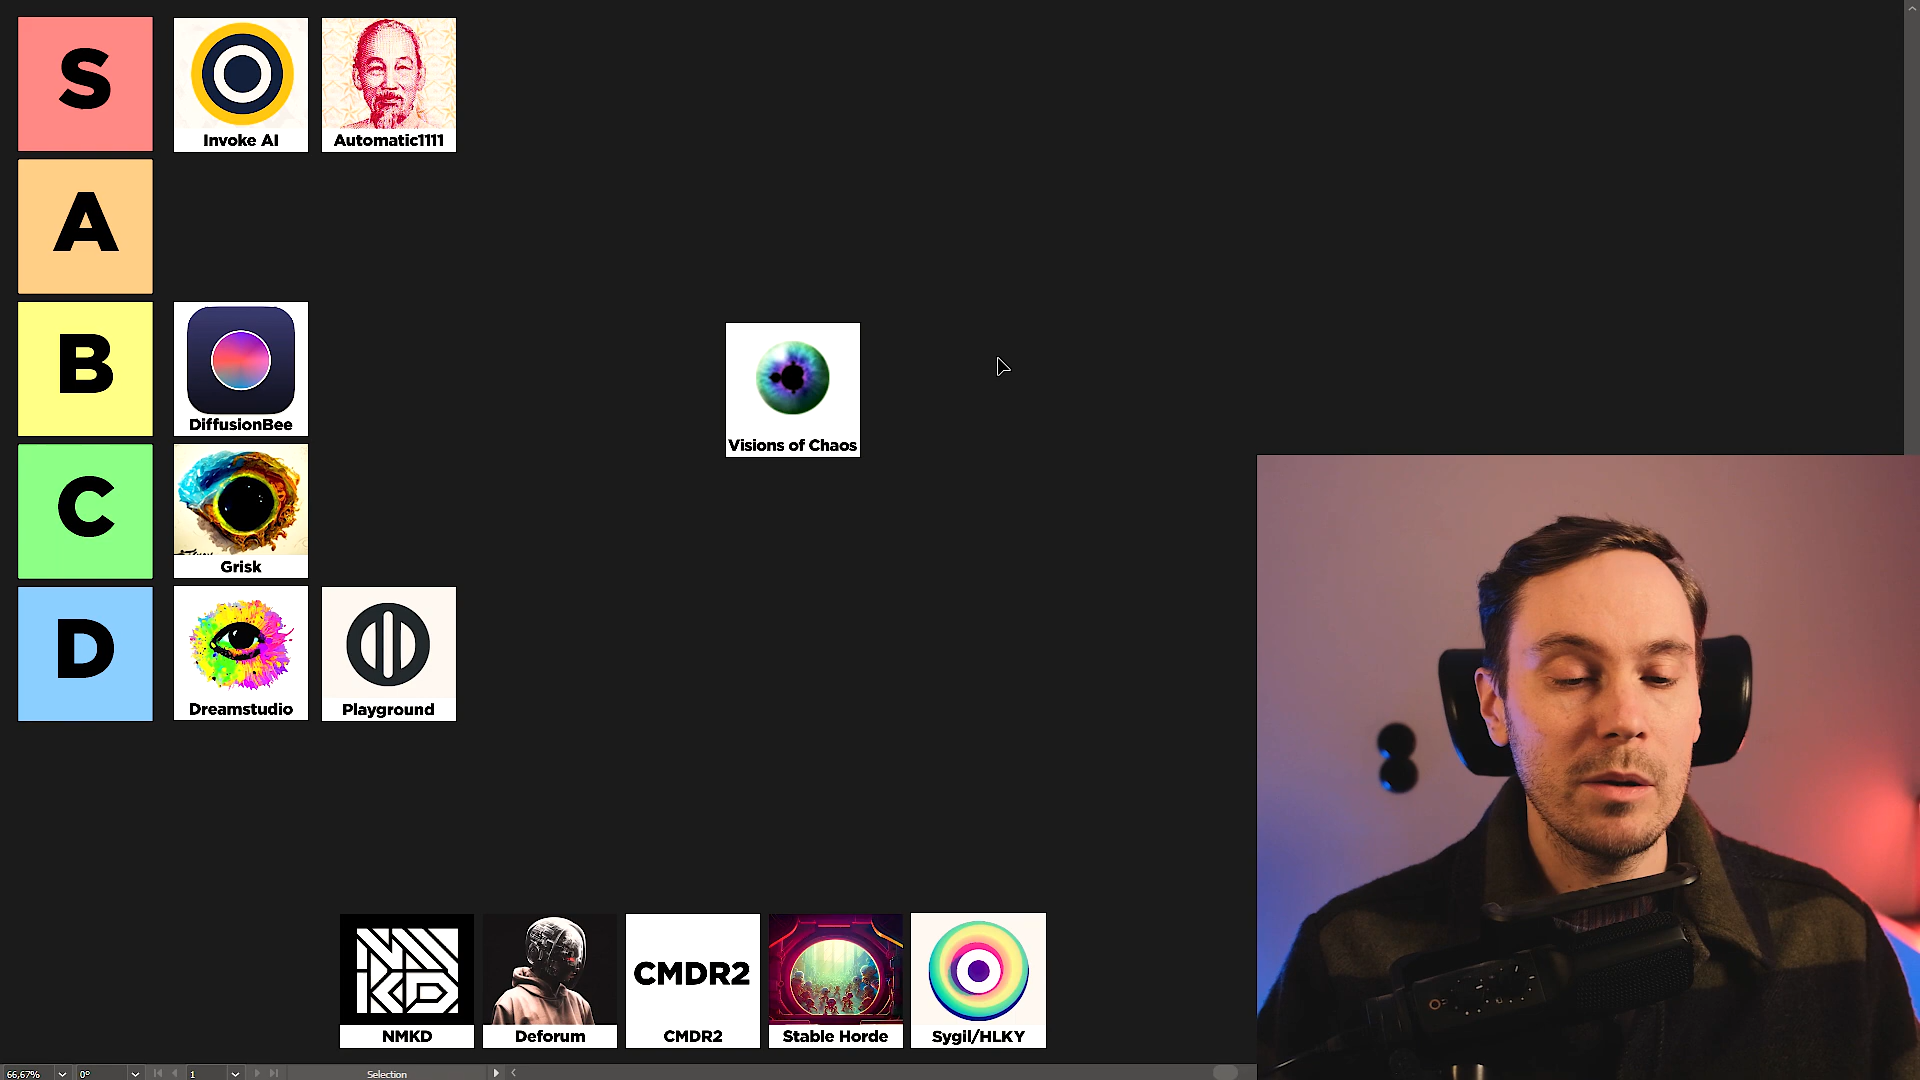 S
Invoke AI
Automatic1111
A
B
DiffusionBee
Visions of Chaos
C
Grisk
D
Dreamstudio
Playground
NMKD
NMKD
Deforum
CMDR2
CMDR2
Stable Horde
Sygil/HLKY
66,67%
0°
1
Selection